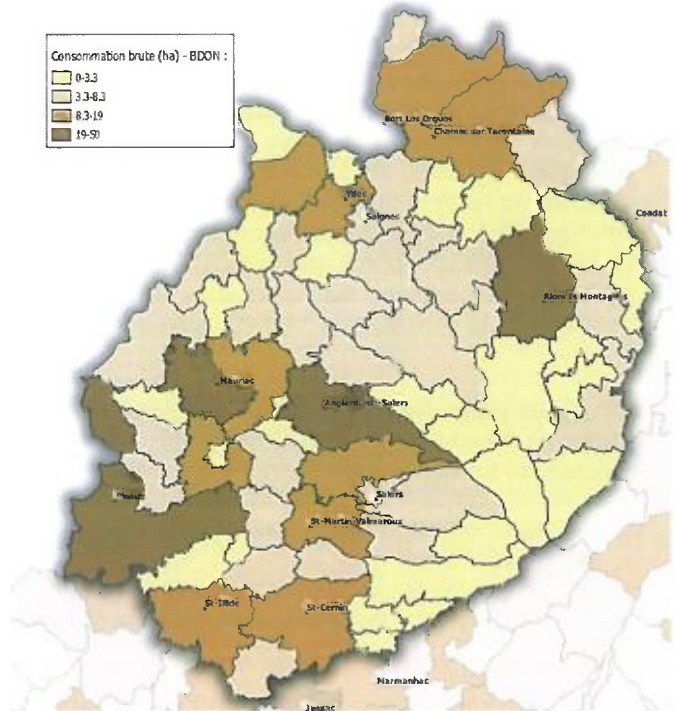 Consommation brute (ha) - BDON :
0-3.3
3.3-8.3
8.3-19
19-50
Bort Les Orgues
Champs sur Tarentaine
Condat
Ydes
Saignes
Riom ès Montagnes
Mauriac
Anglards-de-Salers
Pleaux
Salers
St-Martin-Valmeroux
St-Illide
St-Cernin
Marmanhac
Jussac